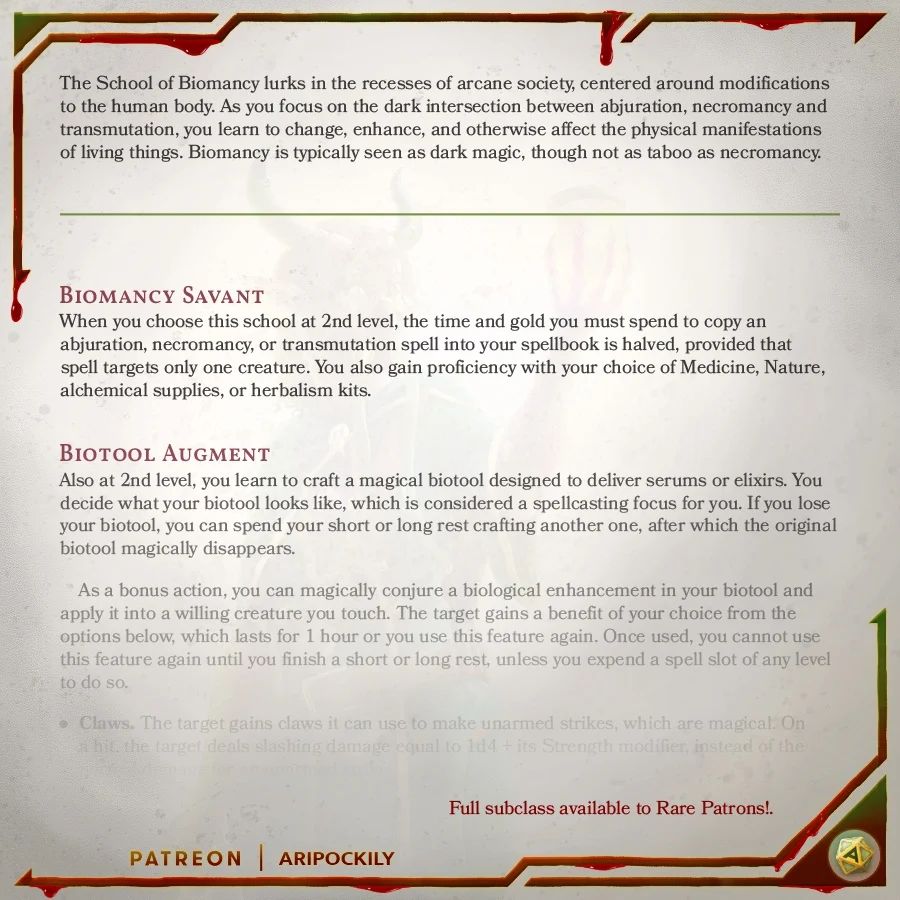 The School of Biomancy lurks in the recesses of arcane society, centered around modifications
to the human body. As you focus on the dark intersection between abjuration, necromancy and
transmutation, you learn to change, enhance, and otherwise affect the physical manifestations
of living things. Biomancy is typically seen as dark magic, though not as taboo as necromancy.
Biomancy Savant
When you choose this school at 2nd level, the time and gold you must spend to copy an
abjuration, necromancy, or transmutation spell into your spellbook is halved, provided that
spell targets only one creature. You also gain proficiency with your choice of Medicine, Nature,
alchemical supplies, or herbalism kits.
Biotool Augment
Also at 2nd level, you learn to craft a magical biotool designed to deliver serums or elixirs. You
decide what your biotool looks like, which is considered a spellcasting focus for you. If you lose
your biotool, you can spend your short or long rest crafting another one, after which the original
biotool magically disappears.
As a bonus action, you can magically conjure a biological enhancement in your biotool and
apply it into a willing creature you touch. The target gains a benefit of your choice from the
options below, which lasts for 1 hour or you use this feature again. Once used, you cannot use
this feature again until you finish a short or long rest, unless you expend a spell slot of any level
to do so.
• Claws. The target gains claws it can use to make unarmed strikes, which are magical. On
a hit, the target deals slashing damage equal to 1d4 + its Strength modifier, instead of the
Full subclass available to Rare Patrons!.
PATREON | ARIPOCKILY